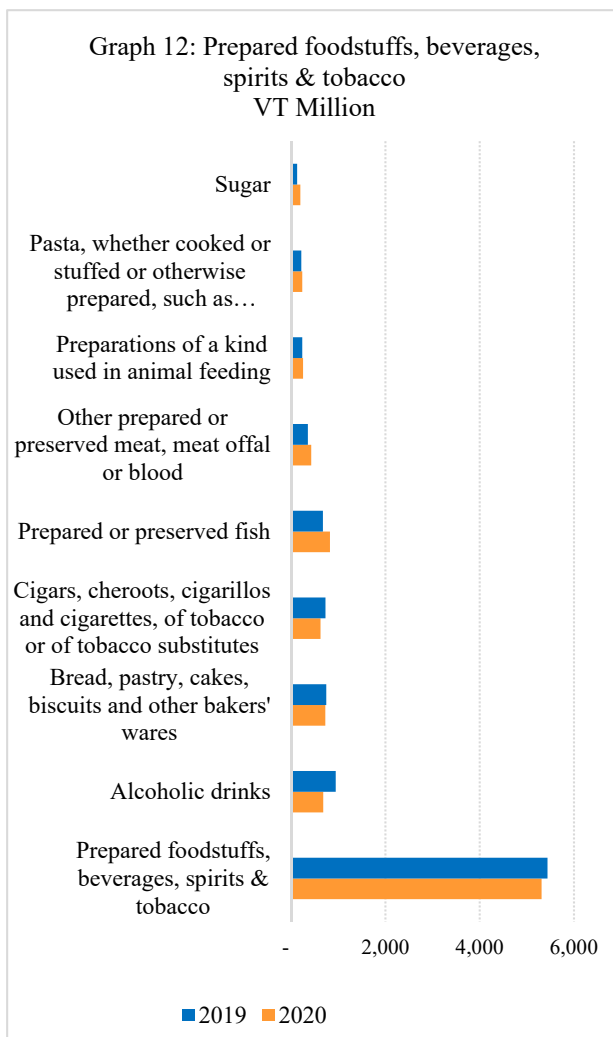 Graph 12: Prepared foodstuffs, beverages,
spirits & tobacco
VT Million
Sugar
Pasta, whether cooked or
stuffed or otherwise
prepared, such as…
Preparations of a kind
used in animal feeding
Other prepared or
preserved meat, meat offal
or blood
Prepared or preserved fish
Cigars, cheroots, cigarillos
and cigarettes, of tobacco
or of tobacco substitutes
Bread, pastry, cakes,
biscuits and other bakers'
wares
Alcoholic drinks
Prepared foodstuffs,
beverages, spirits &
tobacco
- 2,000 4,000 6,000
2019 2020